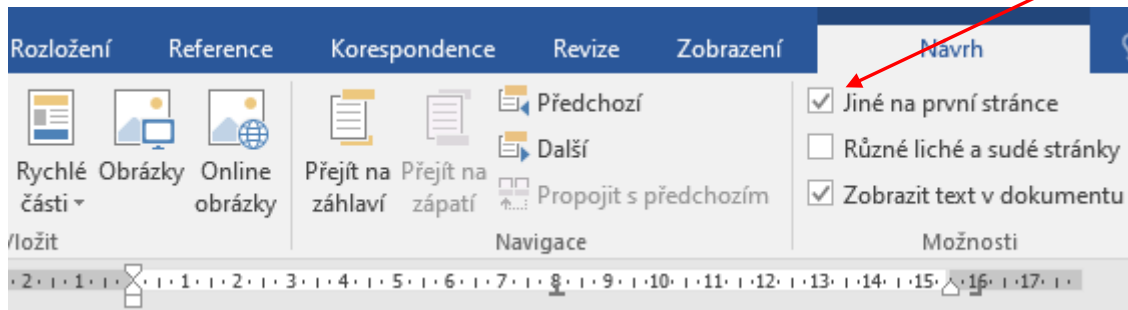 Rozložení Reference Korespondence Revize Zobrazení Navrh
Rychlé části
Obrázky
Online obrázky
Vložit
Přejít na záhlaví
Přejít na zápatí
Předchozí
Další
Propojit s předchozím
Navigace
Jiné na první stránce
Různé liché a sudé stránky
Zobrazit text v dokumentu
Možnosti
2 1 1 2 3 4 5 6 7 8 9 10 11 12 13 14 15 16 17